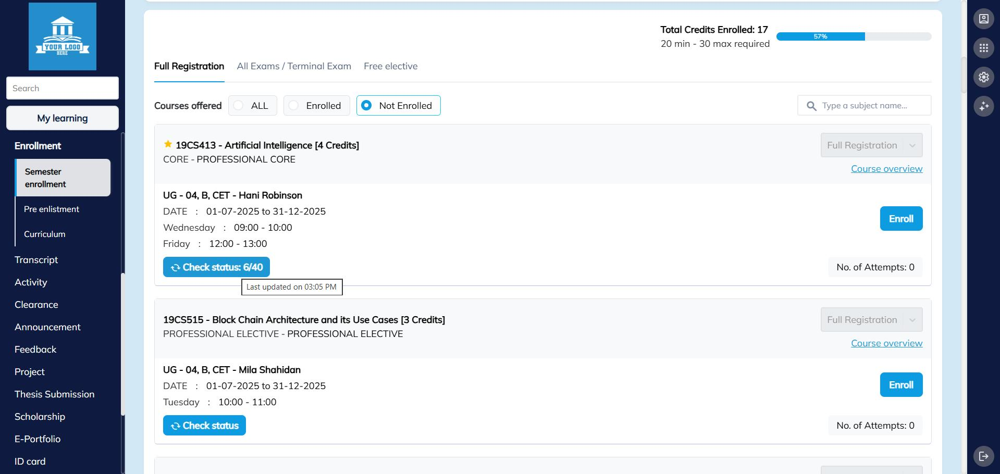 YOUR LOGO
HERE
Search
My learning
Enrollment
Semester
enrollment
Pre enlistment
Curriculum
Transcript
Activity
Clearance
Announcement
Feedback
Project
Thesis Submission
Scholarship
E-Portfolio
ID card
Total Credits Enrolled: 17
20 min - 30 max required
57%
Full Registration All Exams / Terminal Exam Free elective
Courses offered ALL Enrolled Not Enrolled Type a subject name...
19CS413 - Artificial Intelligence [4 Credits]
CORE - PROFESSIONAL CORE
Full Registration
Course overview
UG - 04, B, CET - Hani Robinson
DATE : 01-07-2025 to 31-12-2025
Wednesday : 09:00 - 10:00
Friday : 12:00 - 13:00
Enroll
Check status: 6/40
No. of Attempts: 0
Last updated on 03:05 PM
19CS515 - Block Chain Architecture and its Use Cases [3 Credits]
PROFESSIONAL ELECTIVE - PROFESSIONAL ELECTIVE
Full Registration
Course overview
UG - 04, B, CET - Mila Shahidan
DATE : 01-07-2025 to 31-12-2025
Tuesday : 10:00 - 11:00
Enroll
Check status
No. of Attempts: 0